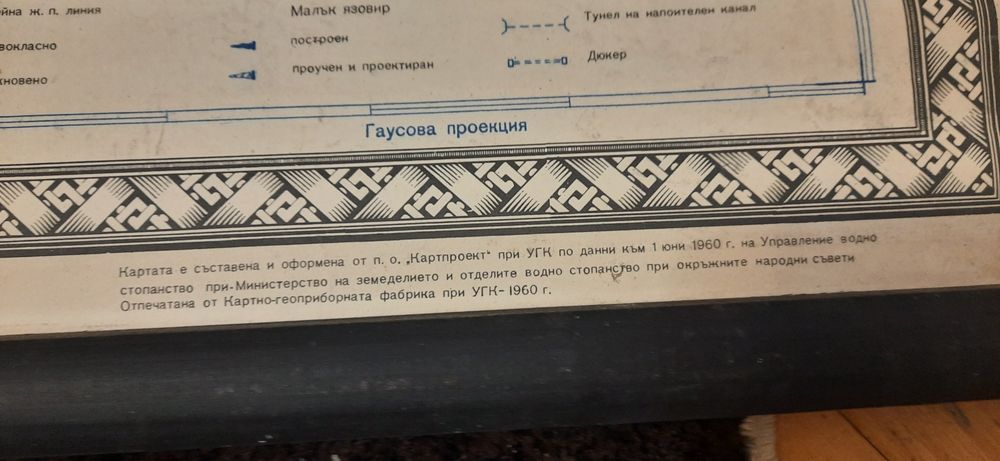 йна ж. п. линия
Малък язовир
Тунел на напоителен канал
вокласно
построен
кновено
проучен и проектиран
Дюкер
Гаусова проекция
Картата е съставена и оформена от п. о. „Картпроект" при УГК по данни към 1 юни 1960 г. на Управление водно
стопанство при-Министерство на земеделието и отделите водно стопанство при окръжните народни съвети
Отпечатана от Картно-геоприборната фабрика при УГК-1960 г.